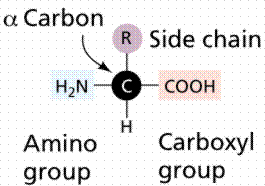 α Carbon
R Side chain
H₂N C COOH
H
Amino Carboxyl
group group